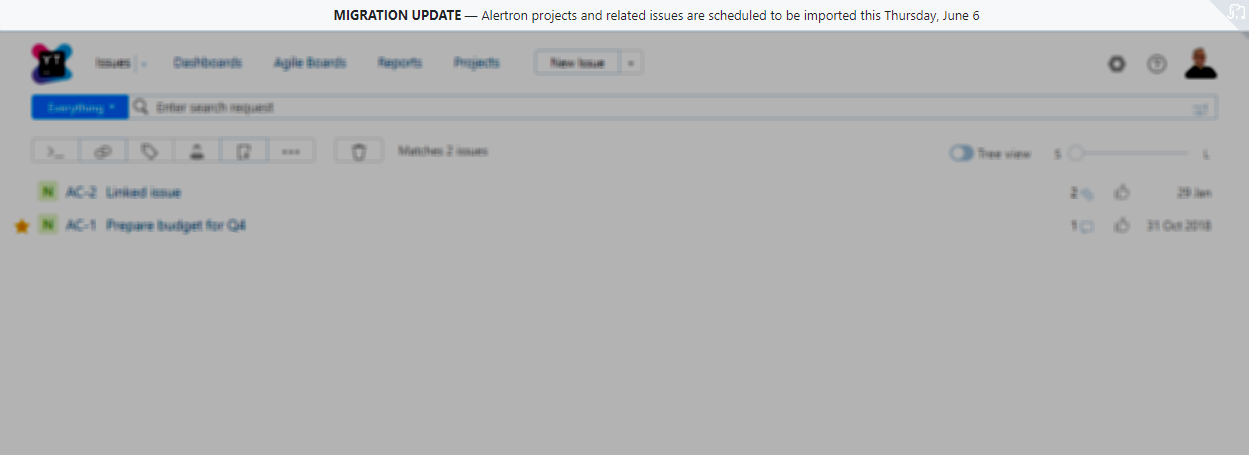 MIGRATION UPDATE — Alertron projects and related issues are scheduled to be imported this Thursday, June 6
YT
Issues Dashboards Agile Boards Reports Projects New Issue
Everything Enter search request
Matches 2 issues Tree view S L
N AC-2 Linked issue 2 29 Jan
N AC-1 Prepare budget for Q4 1 31 Oct 2018